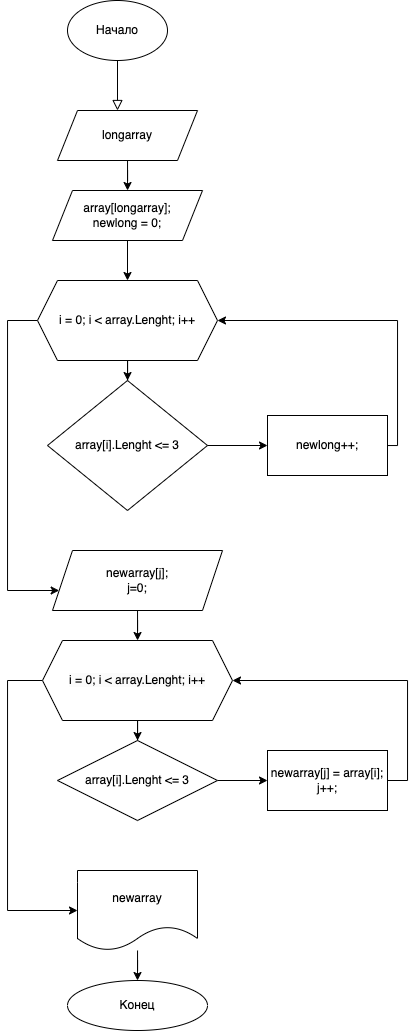 Начало
longarray
array[longarray];
newlong = 0;
i = 0; i < array.Lenght; i++
array[i].Lenght <= 3
newlong++;
newarray[j];
j=0;
i = 0; i < array.Lenght; i++
array[i].Lenght <= 3
newarray[j] = array[i];
j++;
newarray
Конец